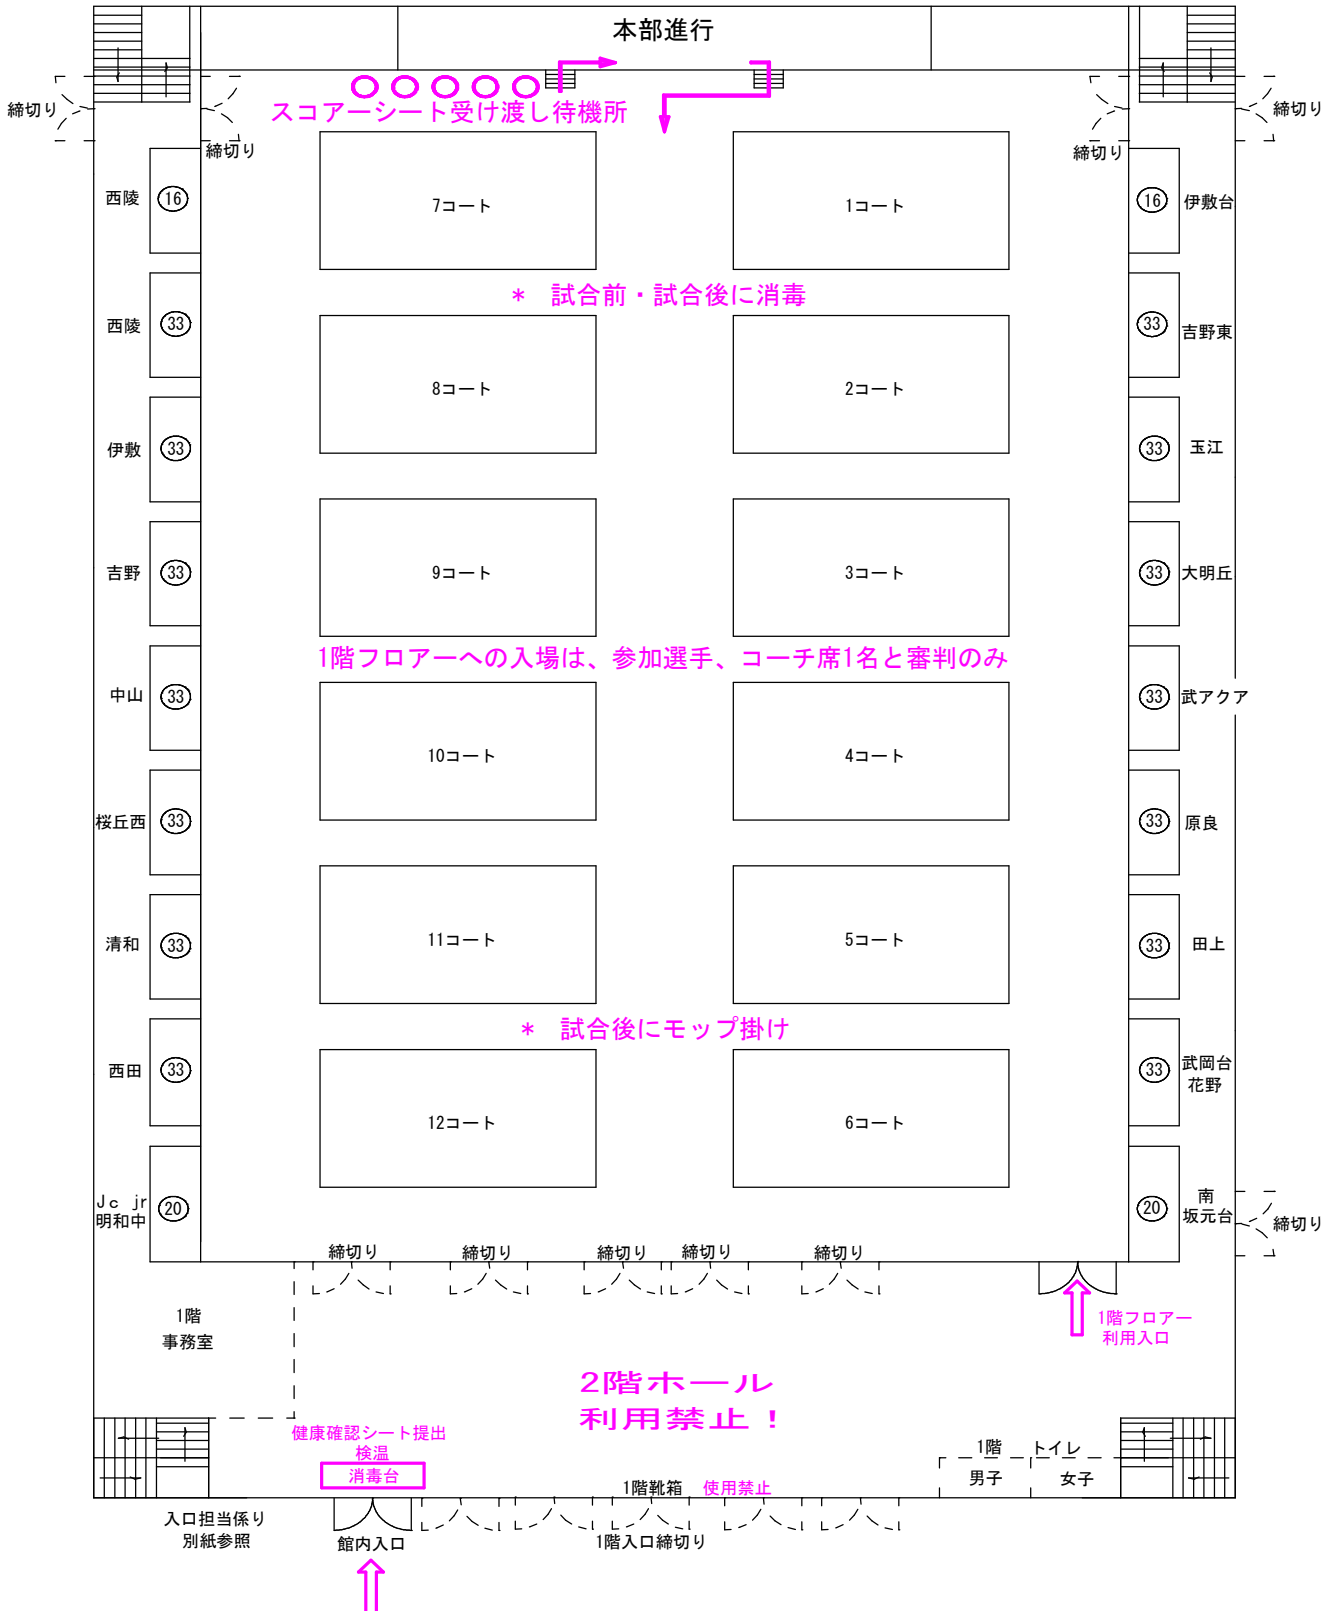 本部進行
スコアーシート受け渡し待機所
締切り
締切り
締切り
締切り
西陵
16
7コート
1コート
16
伊敷台
* 試合前・試合後に消毒
西陵
33
33
吉野東
8コート
2コート
伊敷
33
33
玉江
吉野
33
9コート
3コート
33
大明丘
1階フロアーへの入場は、参加選手、コーチ席1名と審判のみ
中山
33
33
武アクア
10コート
4コート
桜丘西
33
33
原良
清和
33
11コート
5コート
33
田上
* 試合後にモップ掛け
西田
33
33
武岡台
花野
12コート
6コート
Jc jr
明和中
20
20
南
坂元台
締切り
締切り
締切り
締切り
締切り
締切り
1階
事務室
1階フロアー
利用入口
2階ホール
利用禁止!
健康確認シート提出
検温
消毒台
1階 トイレ
男子
女子
1階靴箱 使用禁止
入口担当係り
別紙参照
館内入口
1階入口締切り